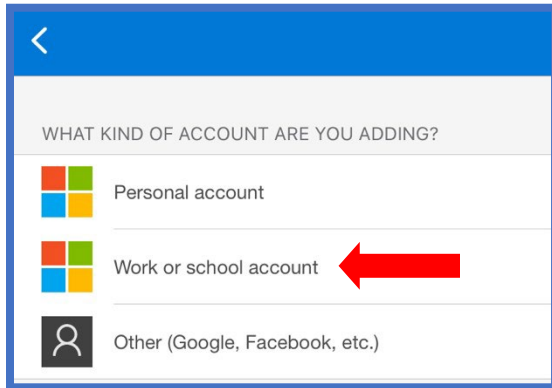 WHAT KIND OF ACCOUNT ARE YOU ADDING?
Personal account
Work or school account
Other (Google, Facebook, etc.)